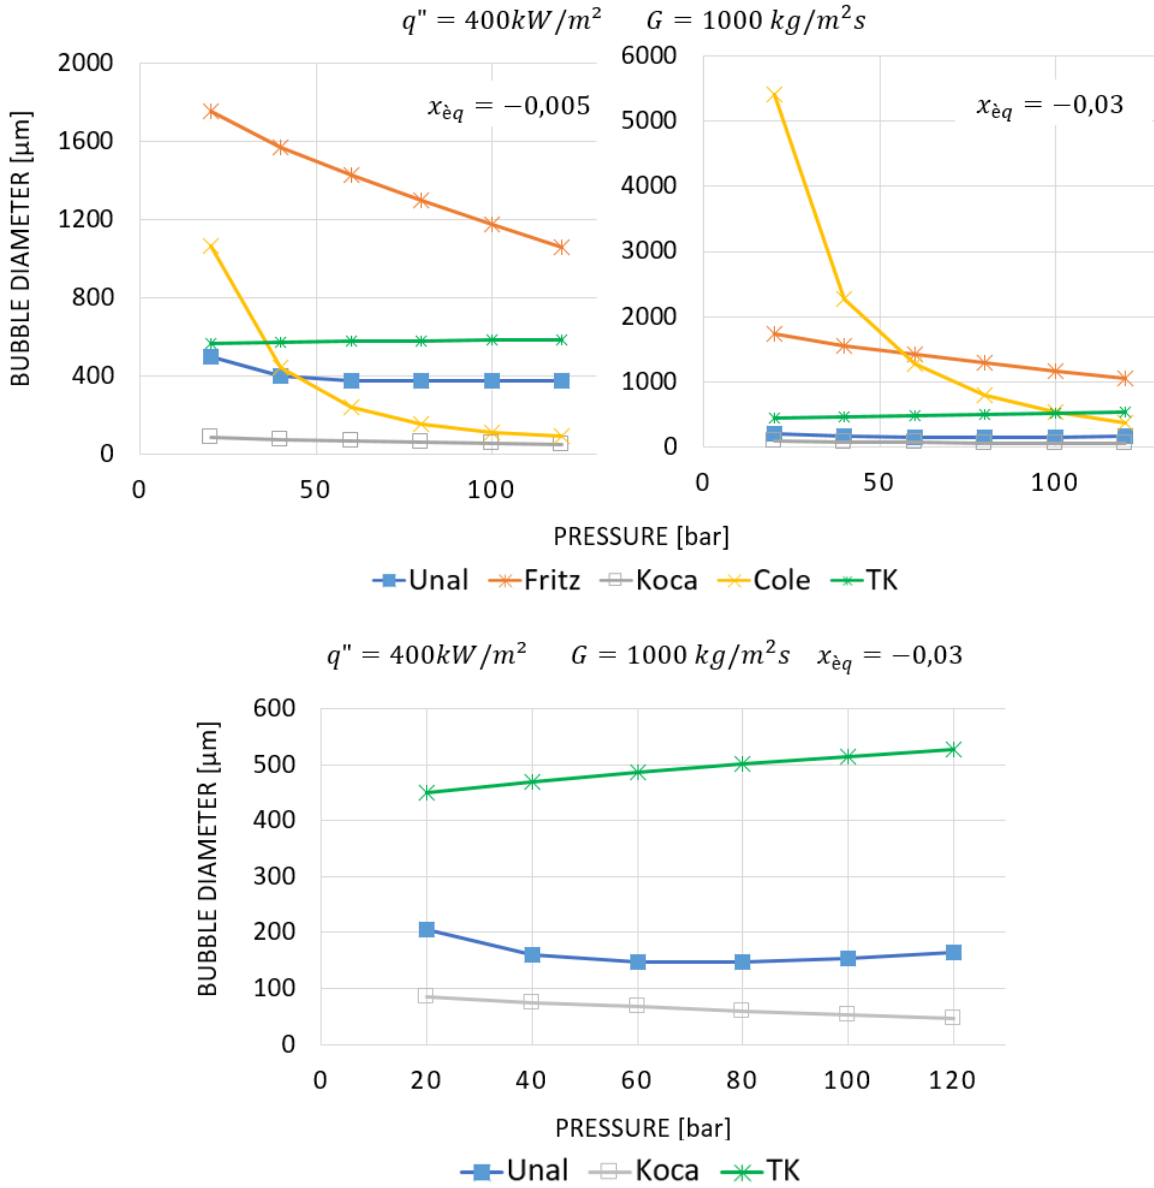 q" = 400kW/m² G = 1000 kg/m²s
BUBBLE DIAMETER [µm]
2000
1600
1200
800
400
0
x_èq = −0,005
0 50 100
6000
5000
4000
3000
2000
1000
0
x_èq = −0,03
0 50 100
PRESSURE [bar]
Unal Fritz Koca Cole TK
q" = 400kW/m² G = 1000 kg/m²s x_èq = −0,03
BUBBLE DIAMETER [µm]
600
500
400
300
200
100
0
0 20 40 60 80 100 120
PRESSURE [bar]
Unal Koca TK